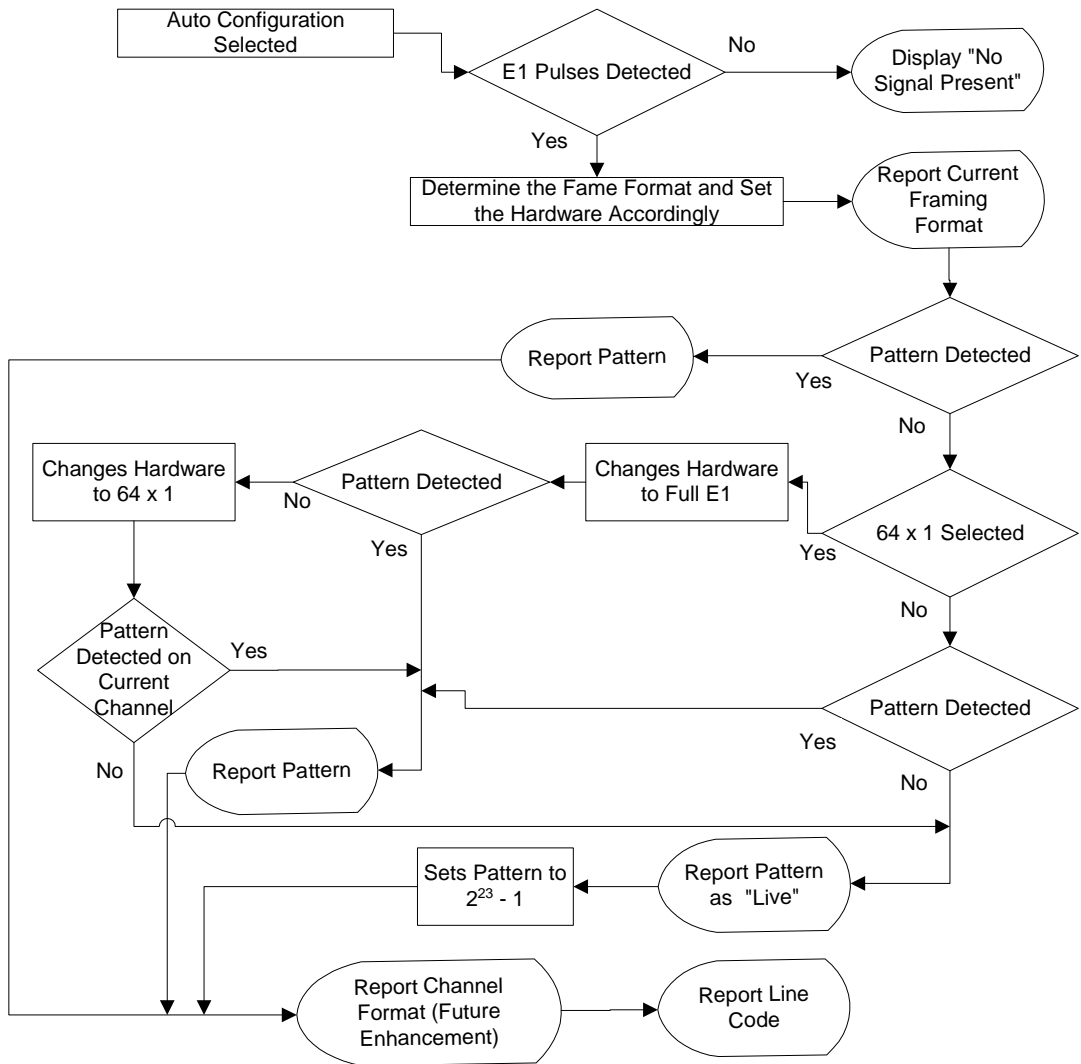 Auto Configuration
Selected
E1 Pulses Detected
No
Display "No
Signal Present"
Yes
Determine the Fame Format and Set
the Hardware Accordingly
Report Current
Framing
Format
Pattern Detected
Yes
No
Report Pattern
64 x 1 Selected
Yes
No
Changes Hardware
to Full E1
Pattern Detected
No
Yes
Changes Hardware
to 64 x 1
Pattern
Detected on
Current
Channel
Yes
No
Pattern Detected
Yes
No
Report Pattern
Report Pattern
as "Live"
Sets Pattern to
2²³ - 1
Report Channel
Format (Future
Enhancement)
Report Line
Code